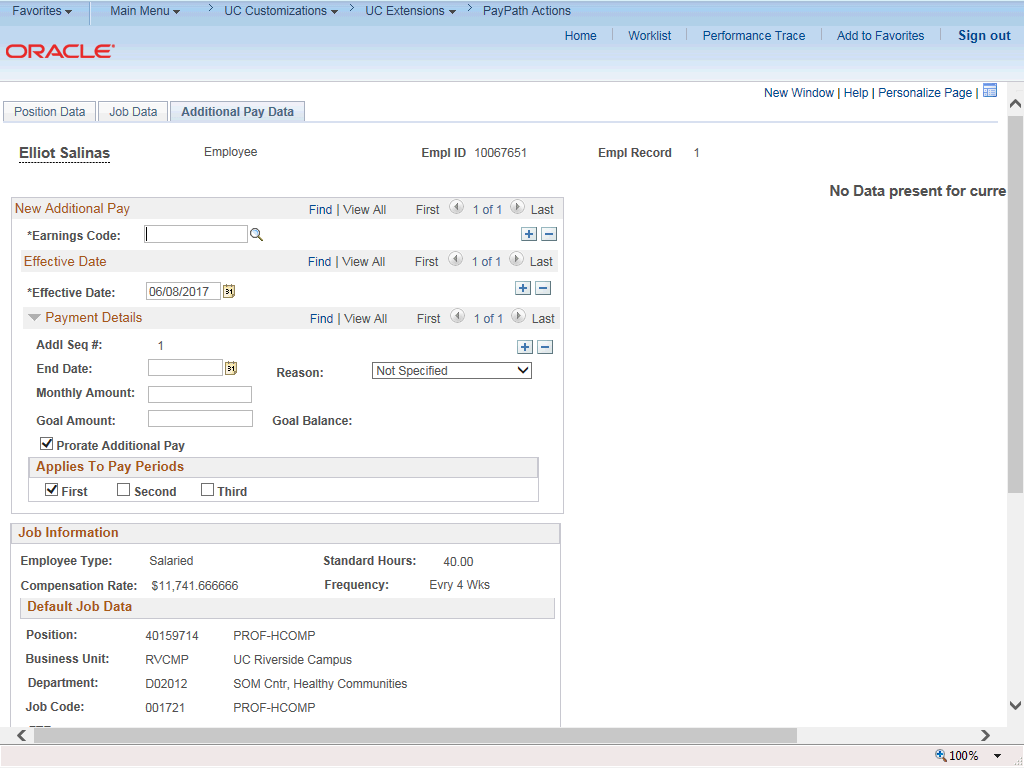 Favorites Main Menu > UC Customizations > UC Extensions > PayPath Actions
Home Worklist Performance Trace Add to Favorites Sign out
ORACLE
New Window | Help | Personalize Page |
Position Data Job Data Additional Pay Data
Elliot Salinas Employee Empl ID 10067651 Empl Record 1
No Data present for curre
New Additional Pay Find | View All First 1 of 1 Last
*Earnings Code:
Effective Date Find | View All First 1 of 1 Last
*Effective Date: 06/08/2017 31
Payment Details Find | View All First 1 of 1 Last
Addl Seq #: 1
End Date: 31 Reason: Not Specified
Monthly Amount:
Goal Amount: Goal Balance:
Prorate Additional Pay
Applies To Pay Periods
First Second Third
Job Information
Employee Type: Salaried Standard Hours: 40.00
Compensation Rate: $11,741.666666 Frequency: Evry 4 Wks
Default Job Data
Position: 40159714 PROF-HCOMP
Business Unit: RVCMP UC Riverside Campus
Department: D02012 SOM Cntr, Healthy Communities
Job Code: 001721 PROF-HCOMP
100%